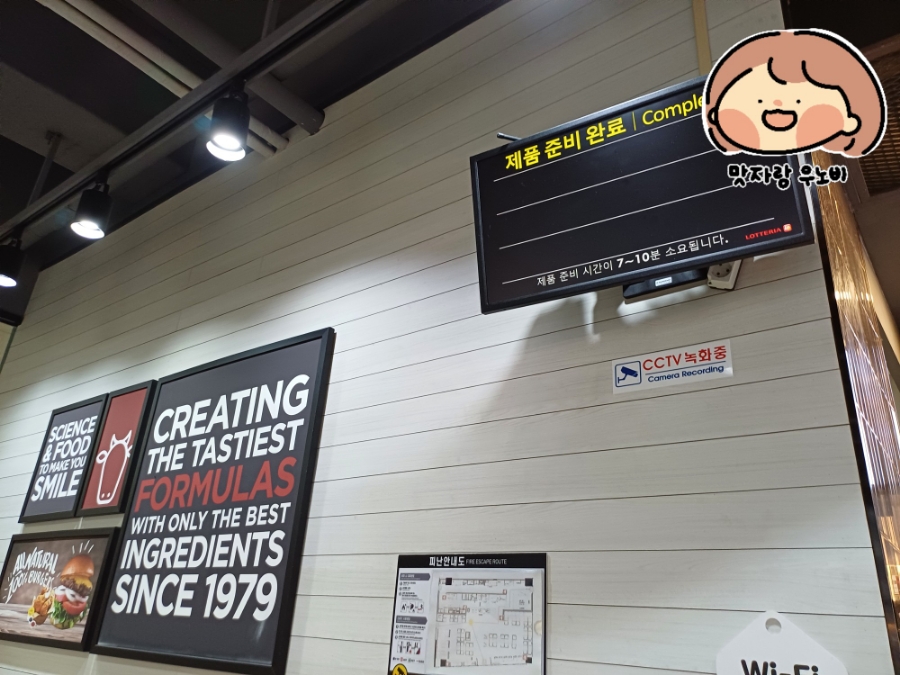 제품 준비 완료 | Comple
제품 준비 시간이 7~10분 소요됩니다.
LOTTERIA
맛자랑 우노비
CCTV 녹화중
Camera Recording
SCIENCE
& FOOD
TO MAKE YOU
SMILE
CREATING
THE TASTIEST
FORMULAS
WITH ONLY THE BEST
INGREDIENTS
SINCE 1979
ALL NATURAL
피난안내도 FIRE ESCAPE ROUTE
Wi-Fi